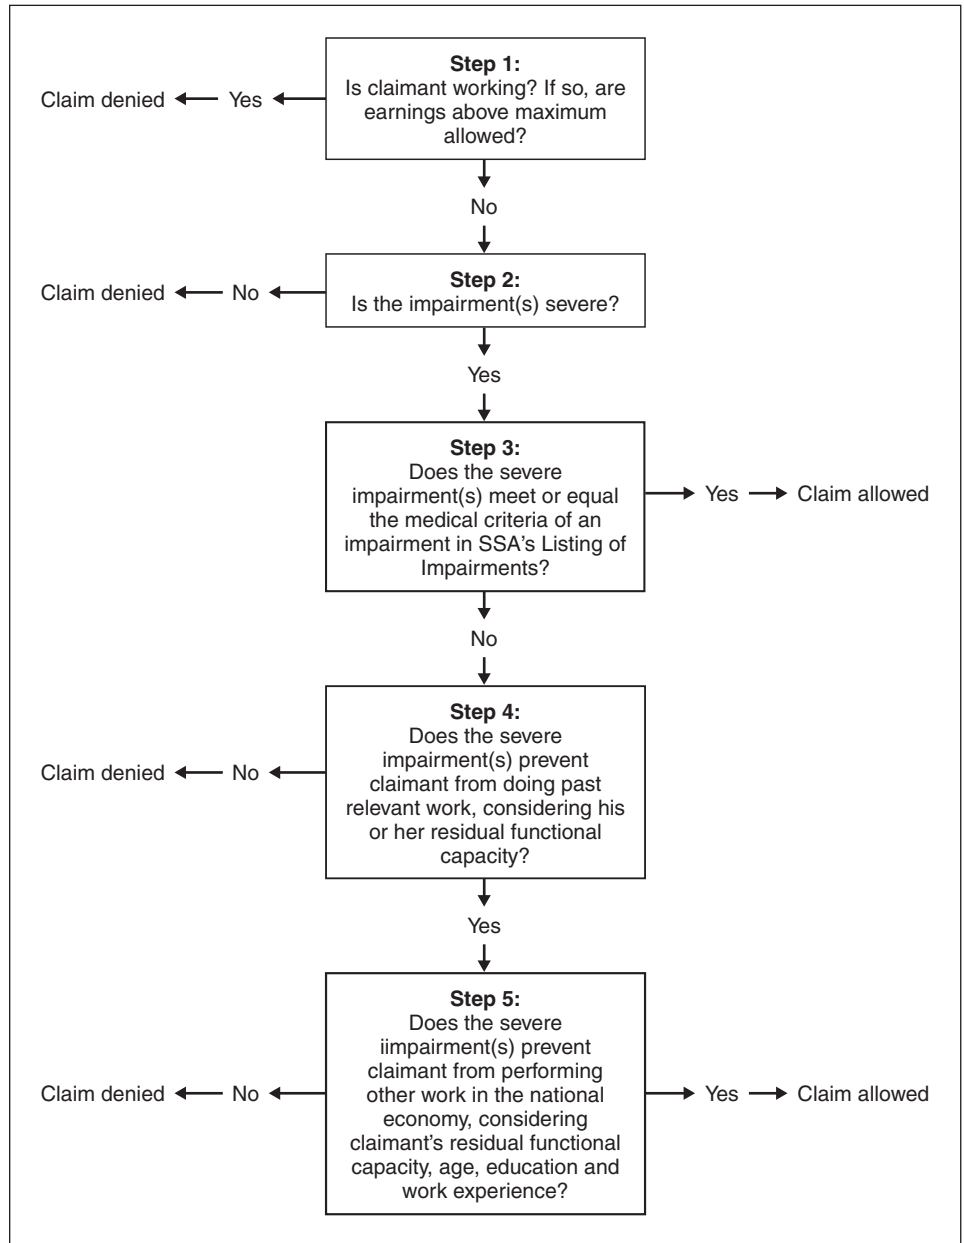 Step 1:
Is claimant working? If so, are
earnings above maximum
allowed?
Claim denied
Yes
No
Step 2:
Is the impairment(s) severe?
Claim denied
No
Yes
Step 3:
Does the severe
impairment(s) meet or equal
the medical criteria of an
impairment in SSA's Listing of
Impairments?
Yes
Claim allowed
No
Step 4:
Does the severe
impairment(s) prevent
claimant from doing past
relevant work, considering his
or her residual functional
capacity?
Claim denied
No
Yes
Step 5:
Does the severe
iimpairment(s) prevent
claimant from performing
other work in the national
economy, considering
claimant's residual functional
capacity, age, education and
work experience?
Claim denied
No
Yes
Claim allowed